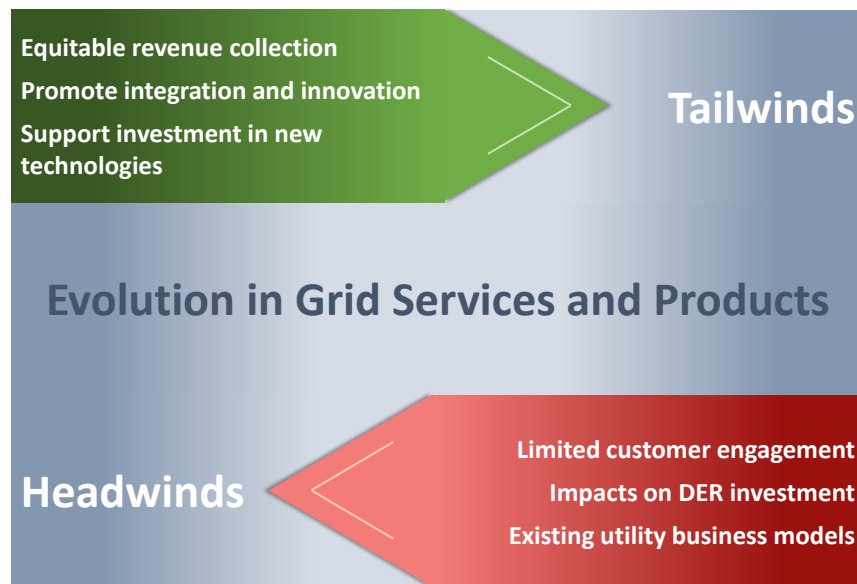 Equitable revenue collection
Promote integration and innovation
Support investment in new
technologies
Tailwinds
Evolution in Grid Services and Products
Headwinds
Limited customer engagement
Impacts on DER investment
Existing utility business models